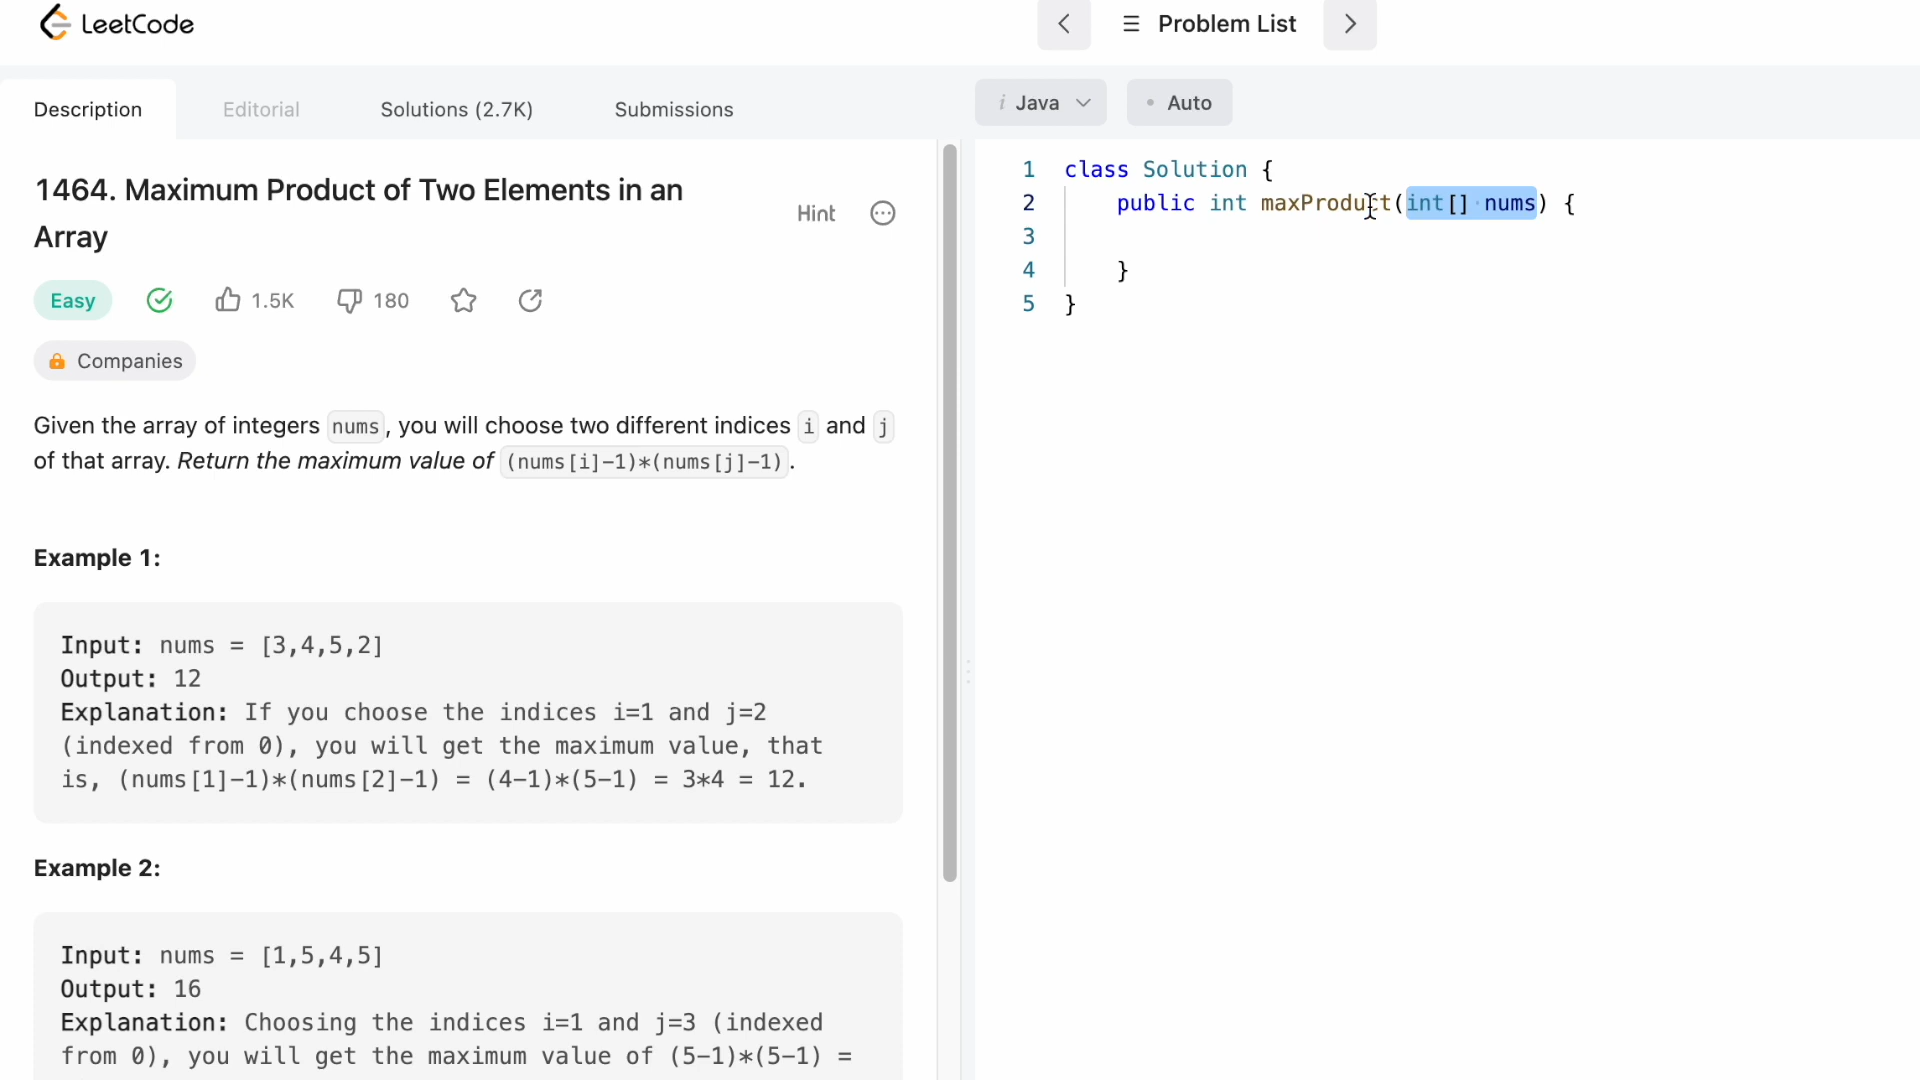 LeetCode
Problem List
Description
Editorial
Solutions (2.7K)
Submissions
i Java
• Auto
1464. Maximum Product of Two Elements in an
Array
Hint
Easy
1.5K
180
Companies
Given the array of integers nums, you will choose two different indices i and j
of that array. Return the maximum value of (nums[i]-1)*(nums[j]-1).
Example 1:
Input: nums = [3,4,5,2]
Output: 12
Explanation: If you choose the indices i=1 and j=2
(indexed from 0), you will get the maximum value, that
is, (nums[1]-1)*(nums[2]-1) = (4-1)*(5-1) = 3*4 = 12.
Example 2:
Input: nums = [1,5,4,5]
Output: 16
Explanation: Choosing the indices i=1 and j=3 (indexed
from 0), you will get the maximum value of (5-1)*(5-1) =
1 class Solution {
2 public int maxProduct(int[] nums) {
3
4 }
5 }